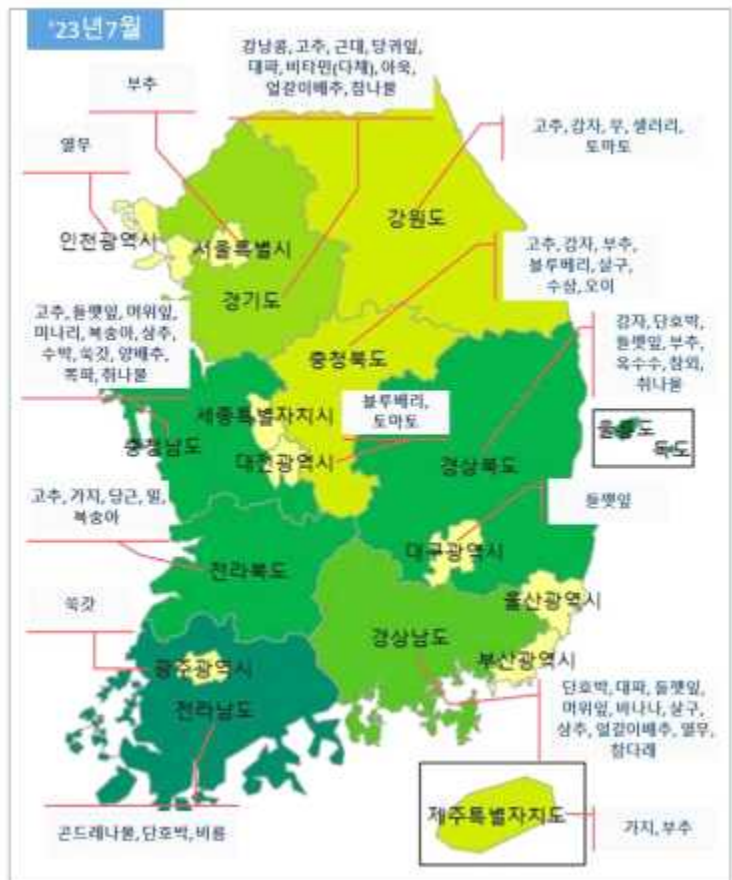 '23년7월
강낭콩, 고추, 근대, 당귀잎,
대파, 비타민(다채), 아욱,
얼갈이배추, 참나물
부추
고추, 감자, 무, 샐러리,
토마토
열무
강원도
인천광역시
서울특별시
경기도
고추, 감자, 부추,
블루베리, 살구,
수삼, 오이
고추, 들깻잎, 머위잎,
미나리, 복숭아, 상추,
수박, 쑥갓, 양배추,
쪽파, 취나물
감자, 단호박,
들깻잎, 부추,
옥수수, 참외,
취나물
충청북도
세종특별자치시
블루베리,
토마토
울릉도
독도
충청남도
대전광역시
경상북도
고추, 가지, 당근, 밀,
복숭아
들깻잎
대구광역시
전라북도
울산광역시
쑥갓
경상남도
부산광역시
광주광역시
전라남도
단호박, 대파, 들깻잎,
머위잎, 바나나, 살구,
상추, 얼갈이배추, 열무,
참다래
제주특별자치도
가지, 부추
곤드레나물, 단호박, 비름